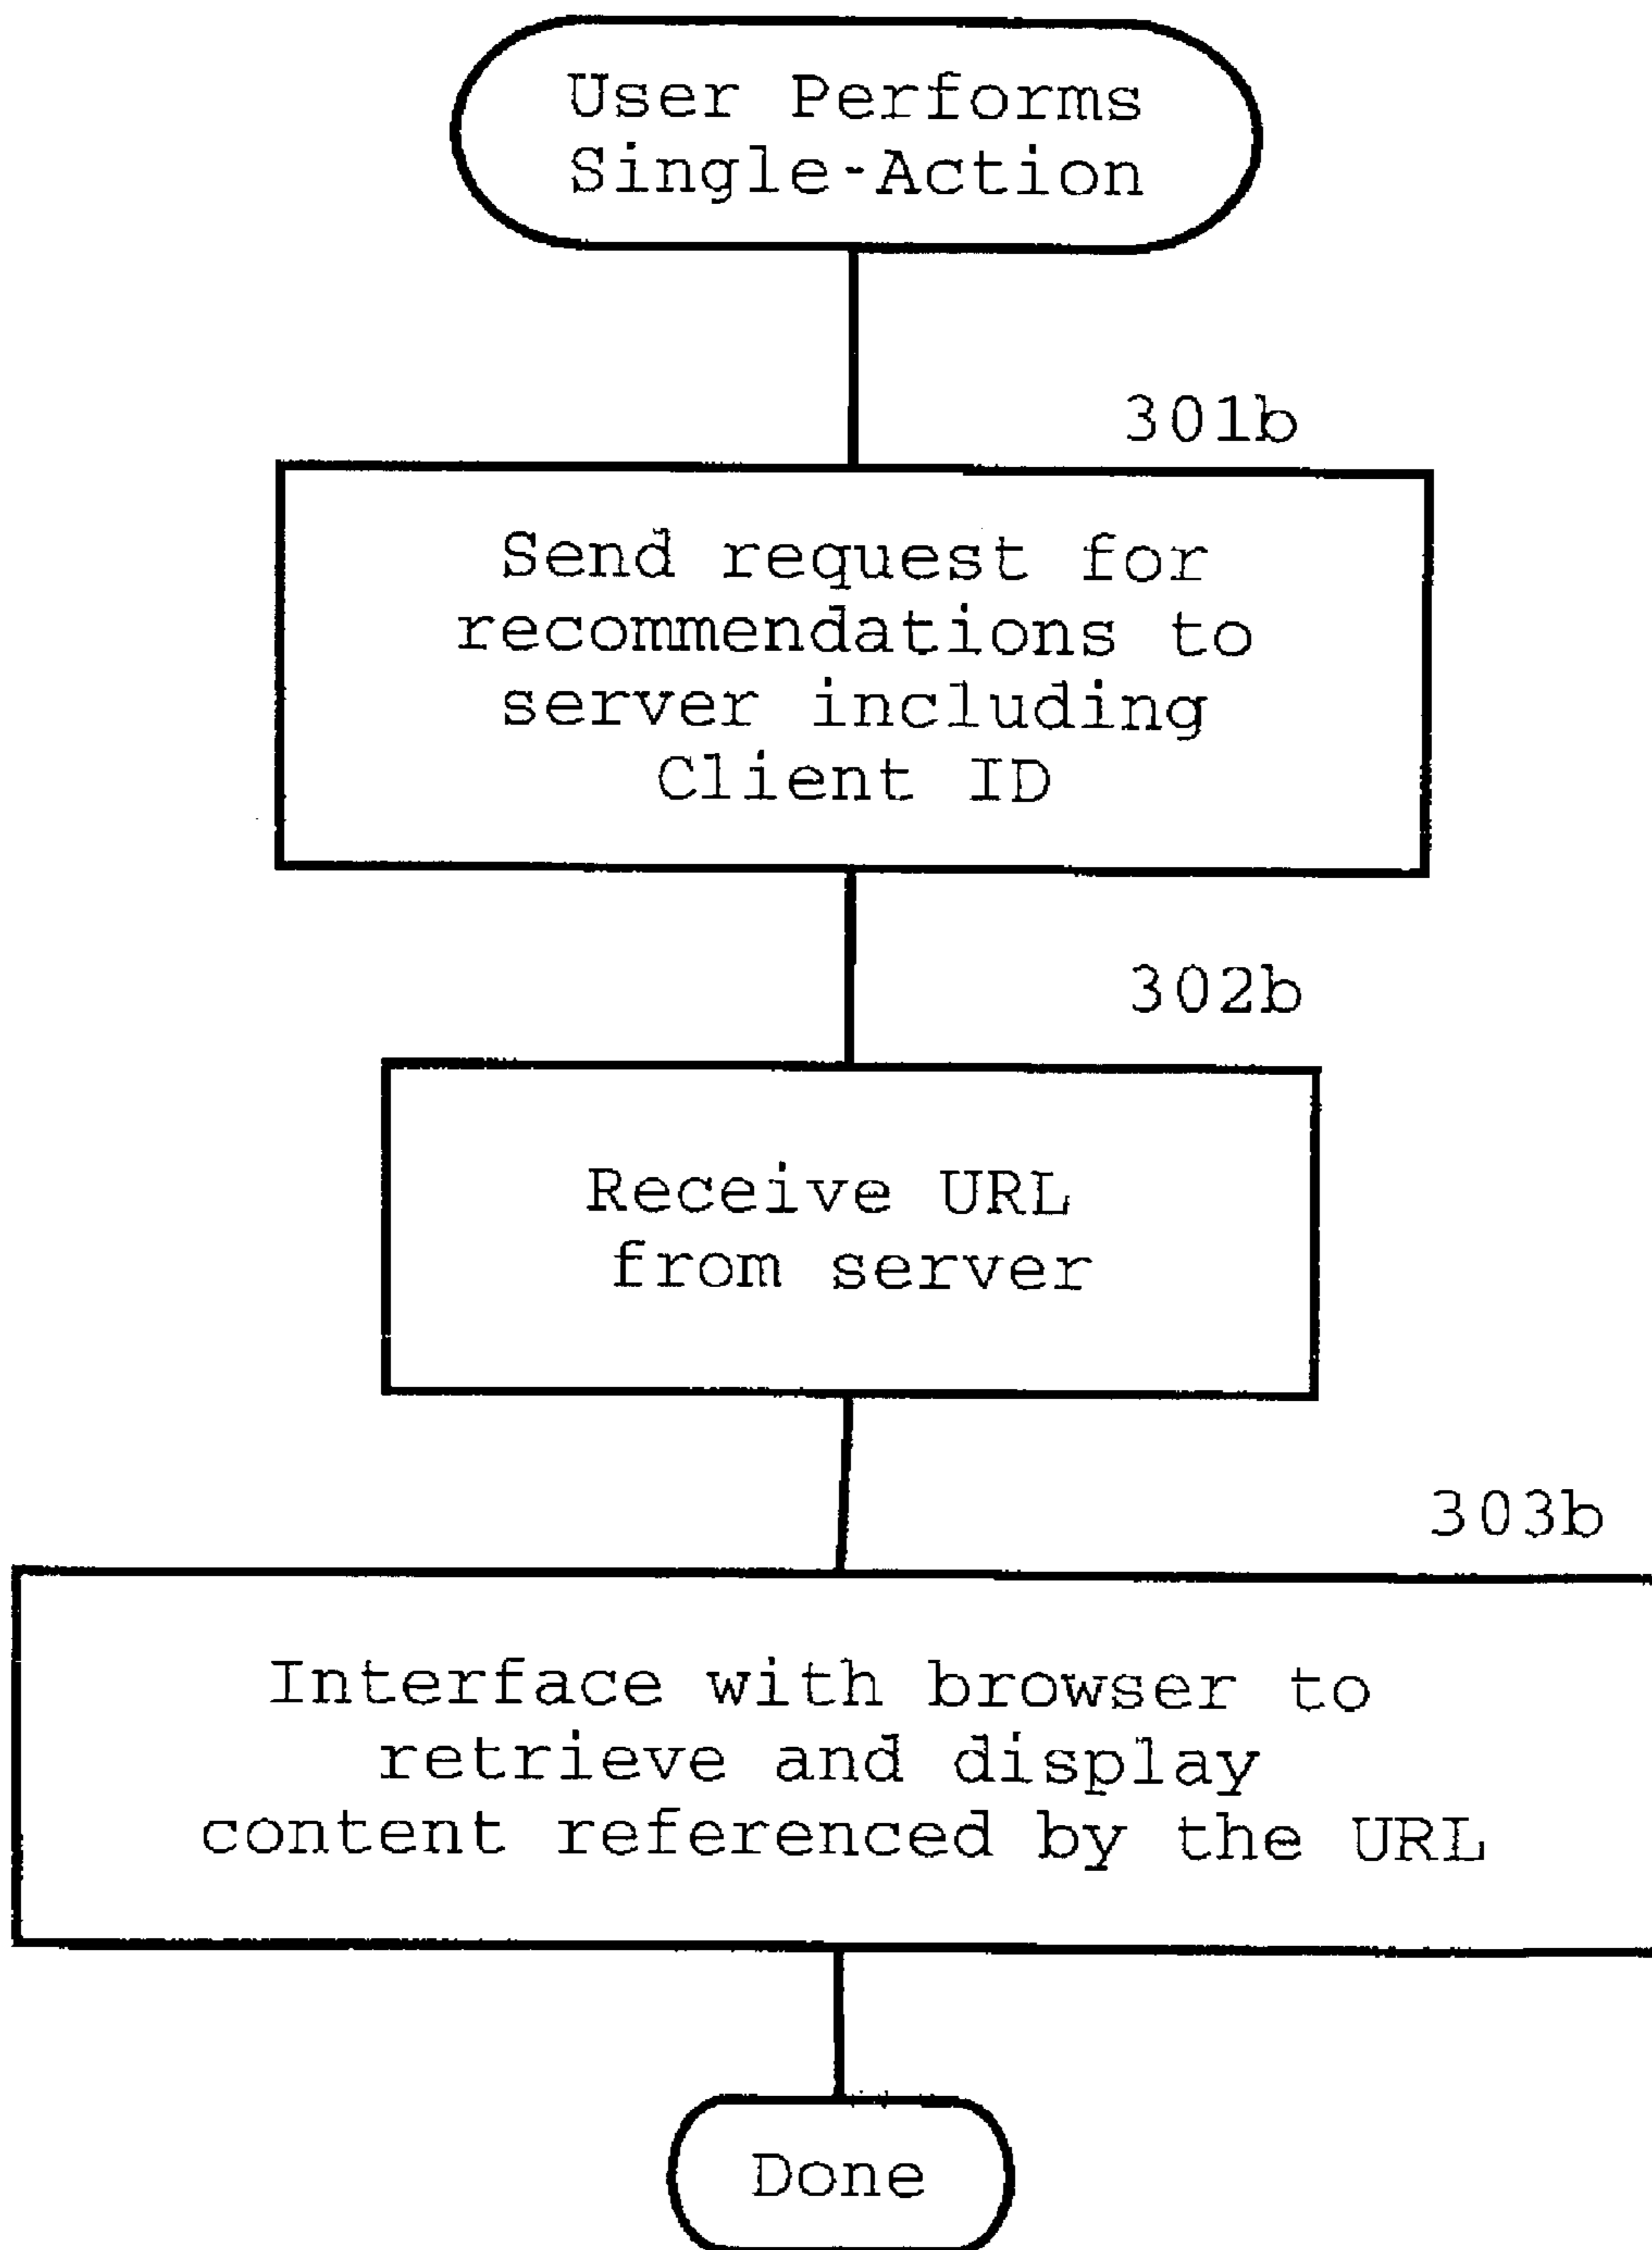 User Performs
Single-Action
301b
Send request for
recommendations to
server including
Client ID
302b
Receive URL
from server
303b
Interface with browser to
retrieve and display
content referenced by the URL
Done